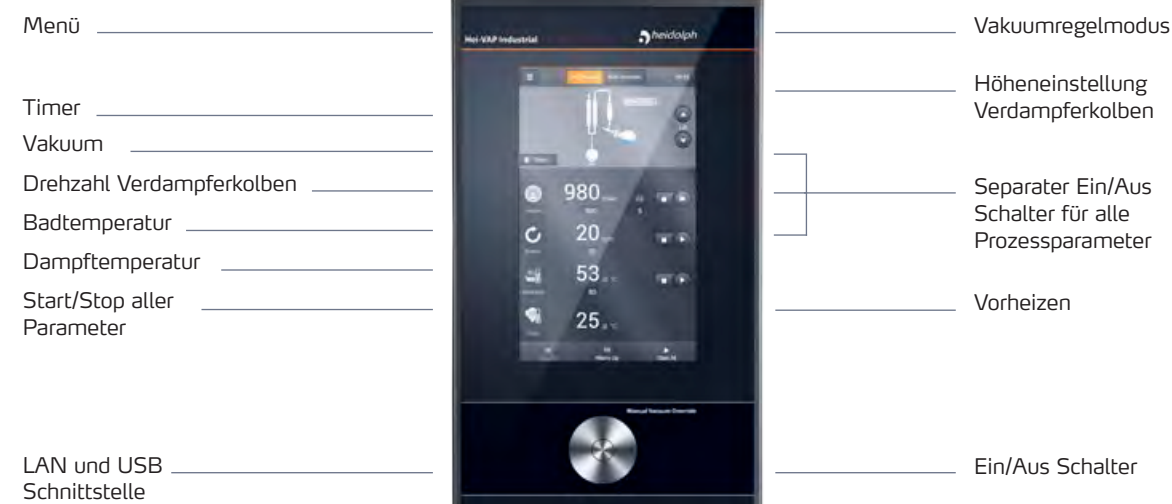 Menü
Timer
Vakuum
Drehzahl Verdampferkolben
Badtemperatur
Dampftemperatur
Start/Stop aller
Parameter
LAN und USB
Schnittstelle
Hei-VAP Industrial
heidolph
980
20
53
25
Manual Vacuum Override
Vakuumregelmodus
Höheneinstellung
Verdampferkolben
Separater Ein/Aus
Schalter für alle
Prozessparameter
Vorheizen
Ein/Aus Schalter